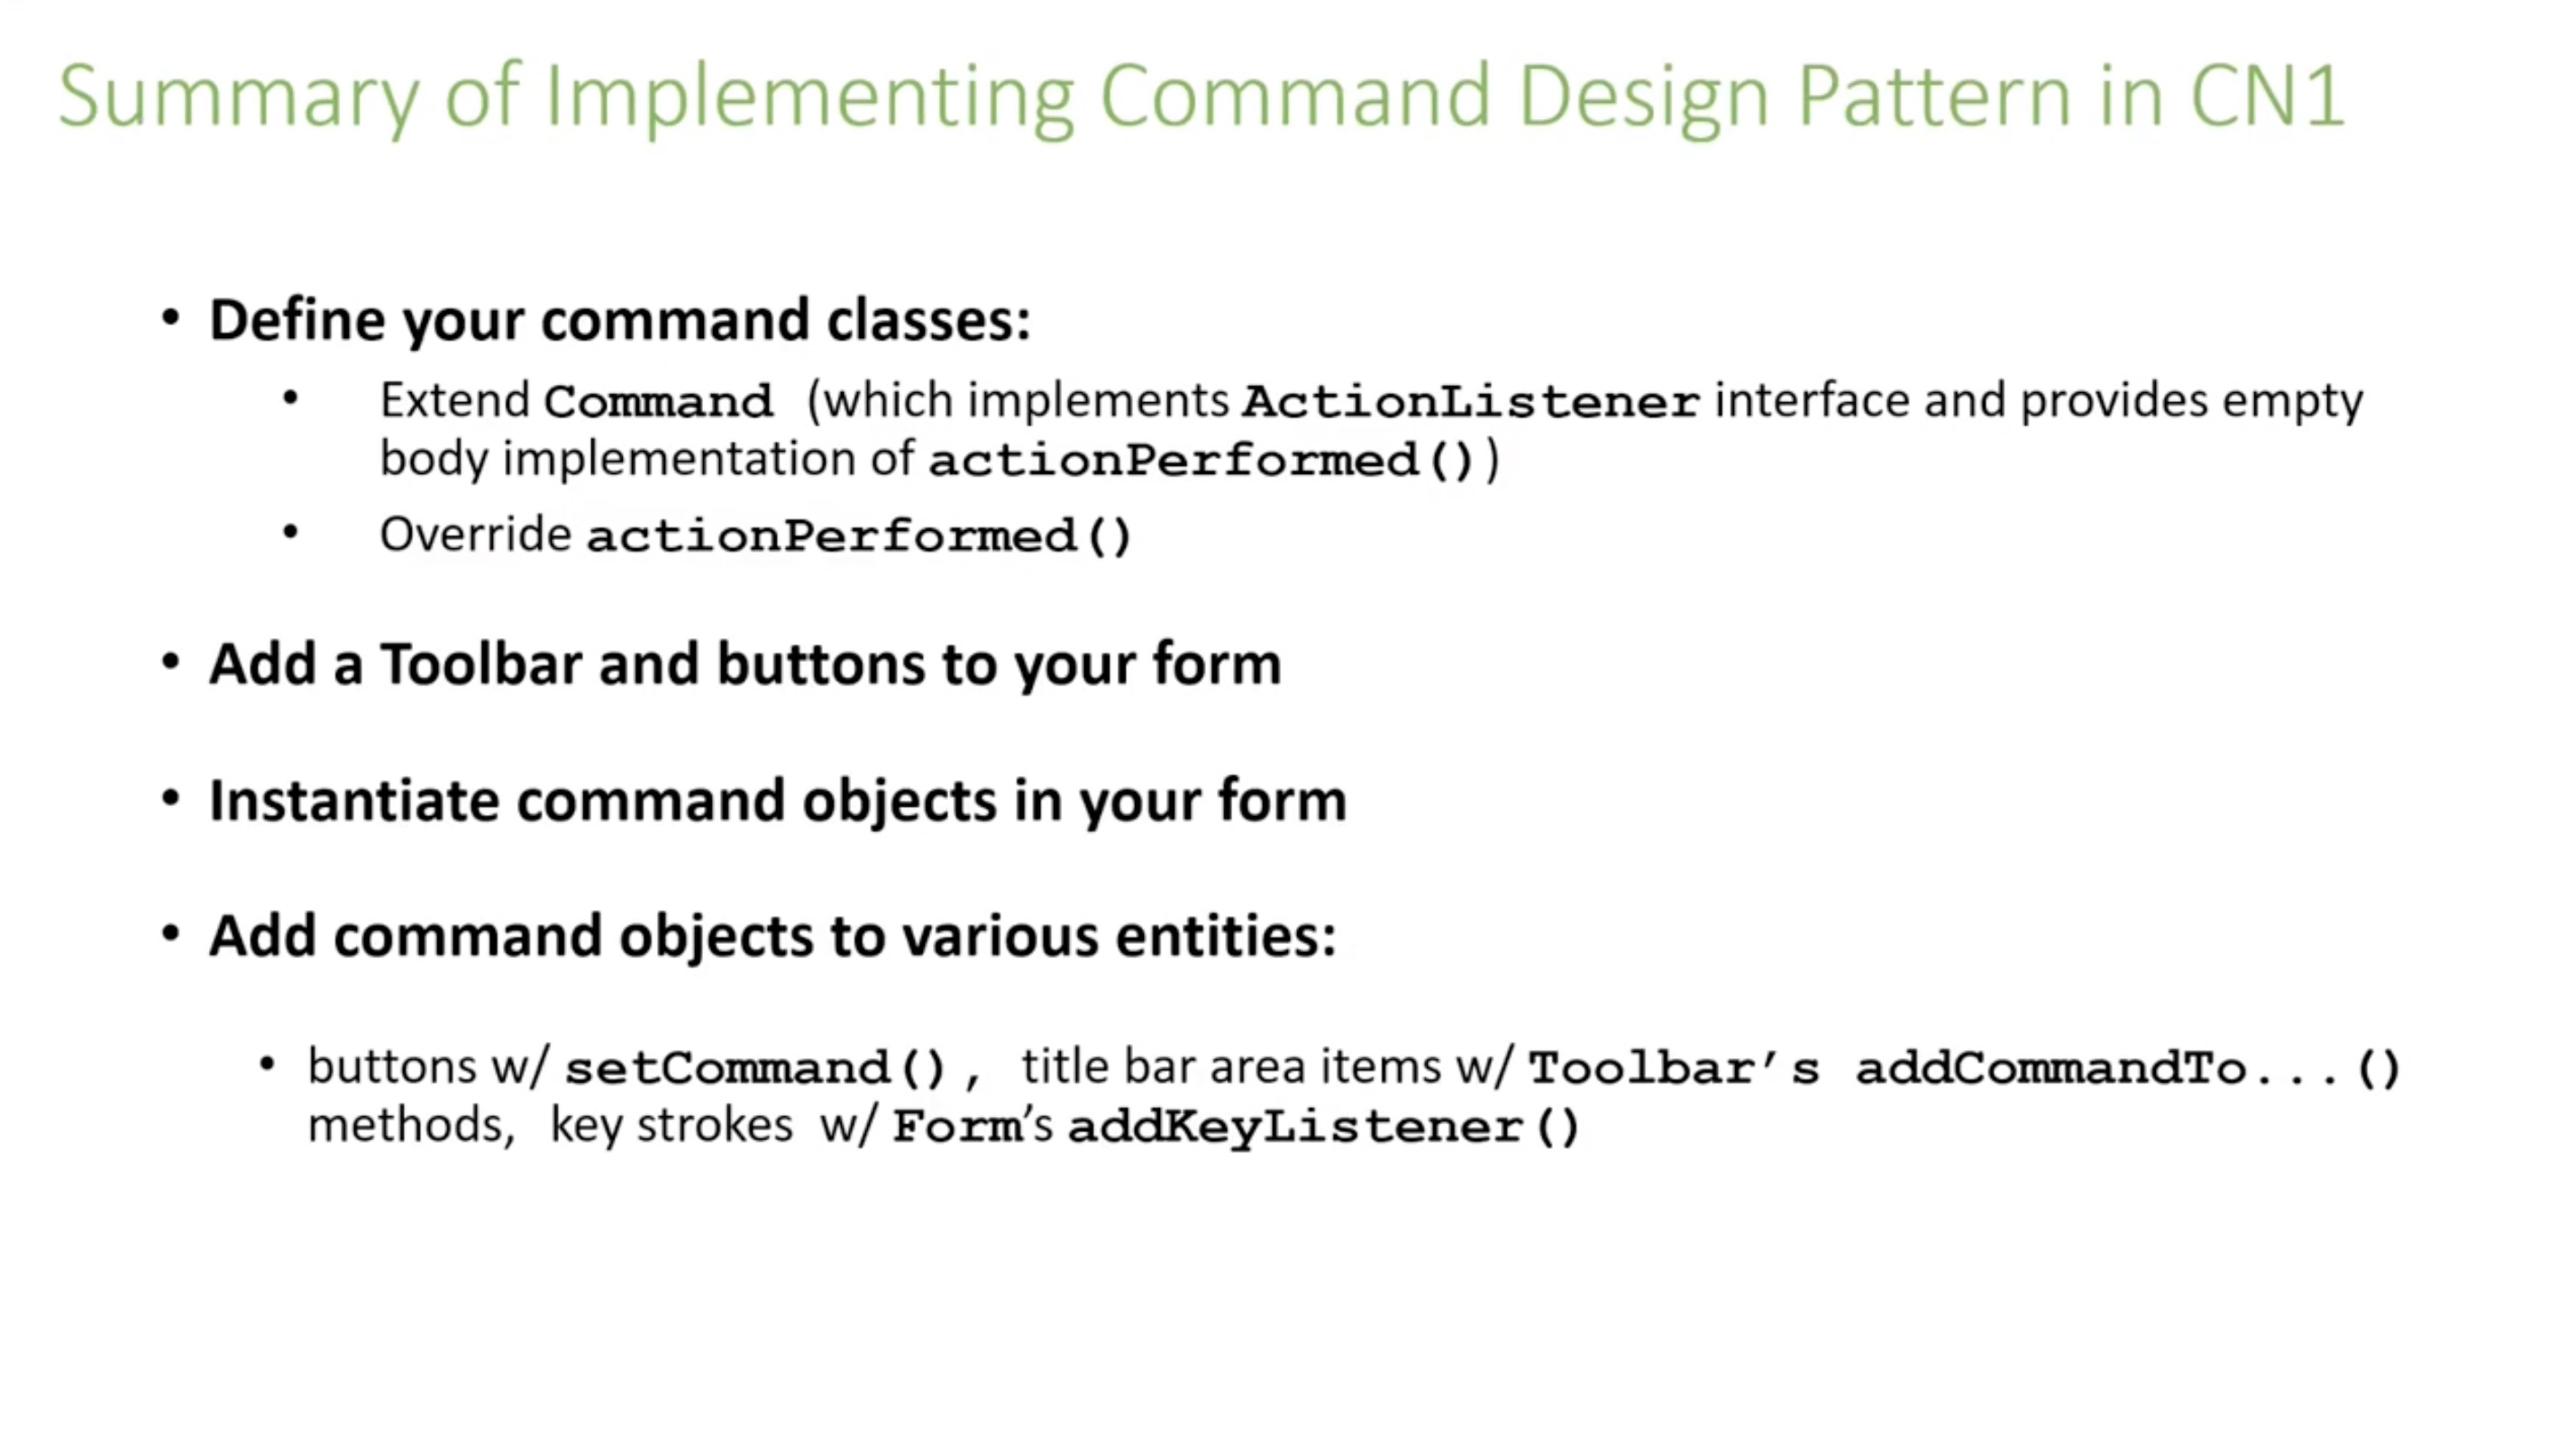 Summary of Implementing Command Design Pattern in CN1
• Define your command classes:
• Extend Command (which implements ActionListener interface and provides empty
body implementation of actionPerformed())
• Override actionPerformed()
• Add a Toolbar and buttons to your form
• Instantiate command objects in your form
• Add command objects to various entities:
• buttons w/ setCommand(), title bar area items w/ Toolbar’s addCommandTo...()
methods, key strokes w/ Form’s addKeyListener()